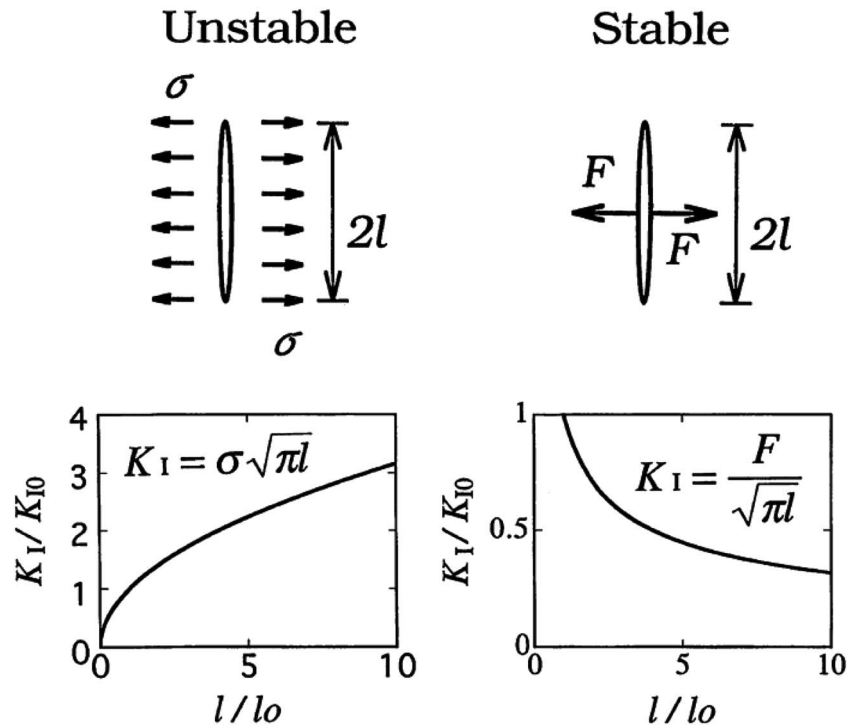 Unstable
σ
2l
σ
Stable
F
F
2l
4
3
2
1
0
K_I / K_I0
K_I = σ√πl
0
5
10
l / lo
1
0.5
0
K_I / K_I0
K_I = F/√πl
0
5
10
l / lo